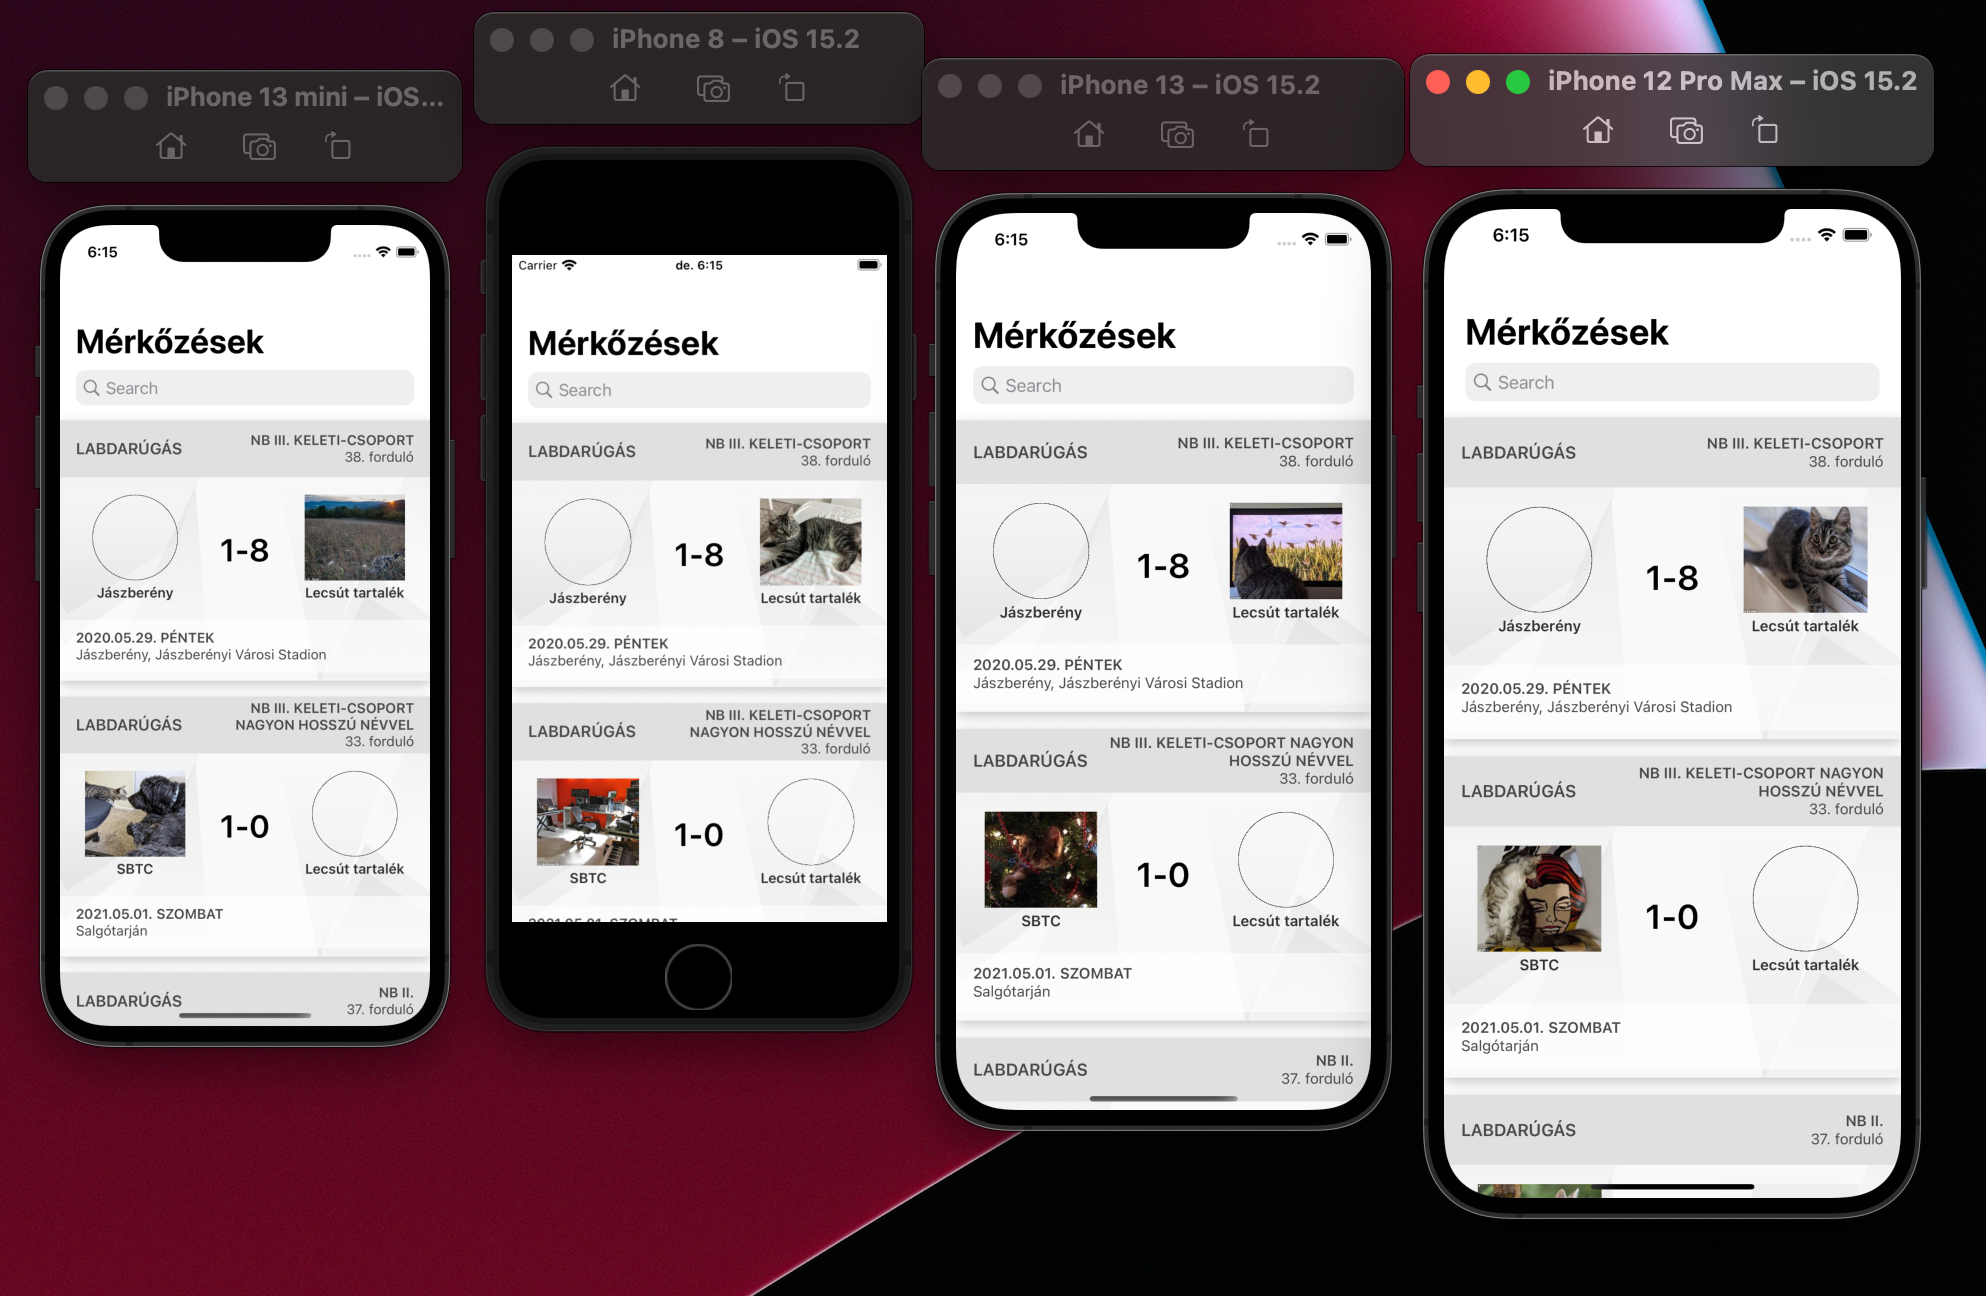 iPhone 13 mini – iOS...
6:15
Mérkőzések
Search
LABDARÚGÁS
NB III. KELETI-CSOPORT
38. forduló
1-8
Jászberény
Lecsút tartalék
2020.05.29. PÉNTEK
Jászberény, Jászberényi Városi Stadion
LABDARÚGÁS
NB III. KELETI-CSOPORT
NAGYON HOSSZÚ NÉVVEL
33. forduló
1-0
SBTC
Lecsút tartalék
2021.05.01. SZOMBAT
Salgótarján
LABDARÚGÁS
NB II.
37. forduló
iPhone 8 – iOS 15.2
Carrier
de. 6:15
Mérkőzések
Search
LABDARÚGÁS
NB III. KELETI-CSOPORT
38. forduló
1-8
Jászberény
Lecsút tartalék
2020.05.29. PÉNTEK
Jászberény, Jászberényi Városi Stadion
LABDARÚGÁS
NB III. KELETI-CSOPORT
NAGYON HOSSZÚ NÉVVEL
33. forduló
1-0
SBTC
Lecsút tartalék
2021.05.01. SZOMBAT
iPhone 13 – iOS 15.2
6:15
Mérkőzések
Search
LABDARÚGÁS
NB III. KELETI-CSOPORT
38. forduló
1-8
Jászberény
Lecsút tartalék
2020.05.29. PÉNTEK
Jászberény, Jászberényi Városi Stadion
LABDARÚGÁS
NB III. KELETI-CSOPORT NAGYON
HOSSZÚ NÉVVEL
33. forduló
1-0
SBTC
Lecsút tartalék
2021.05.01. SZOMBAT
Salgótarján
LABDARÚGÁS
NB II.
37. forduló
iPhone 12 Pro Max – iOS 15.2
6:15
Mérkőzések
Search
LABDARÚGÁS
NB III. KELETI-CSOPORT
38. forduló
1-8
Jászberény
Lecsút tartalék
2020.05.29. PÉNTEK
Jászberény, Jászberényi Városi Stadion
LABDARÚGÁS
NB III. KELETI-CSOPORT NAGYON
HOSSZÚ NÉVVEL
33. forduló
1-0
SBTC
Lecsút tartalék
2021.05.01. SZOMBAT
Salgótarján
LABDARÚGÁS
NB II.
37. forduló